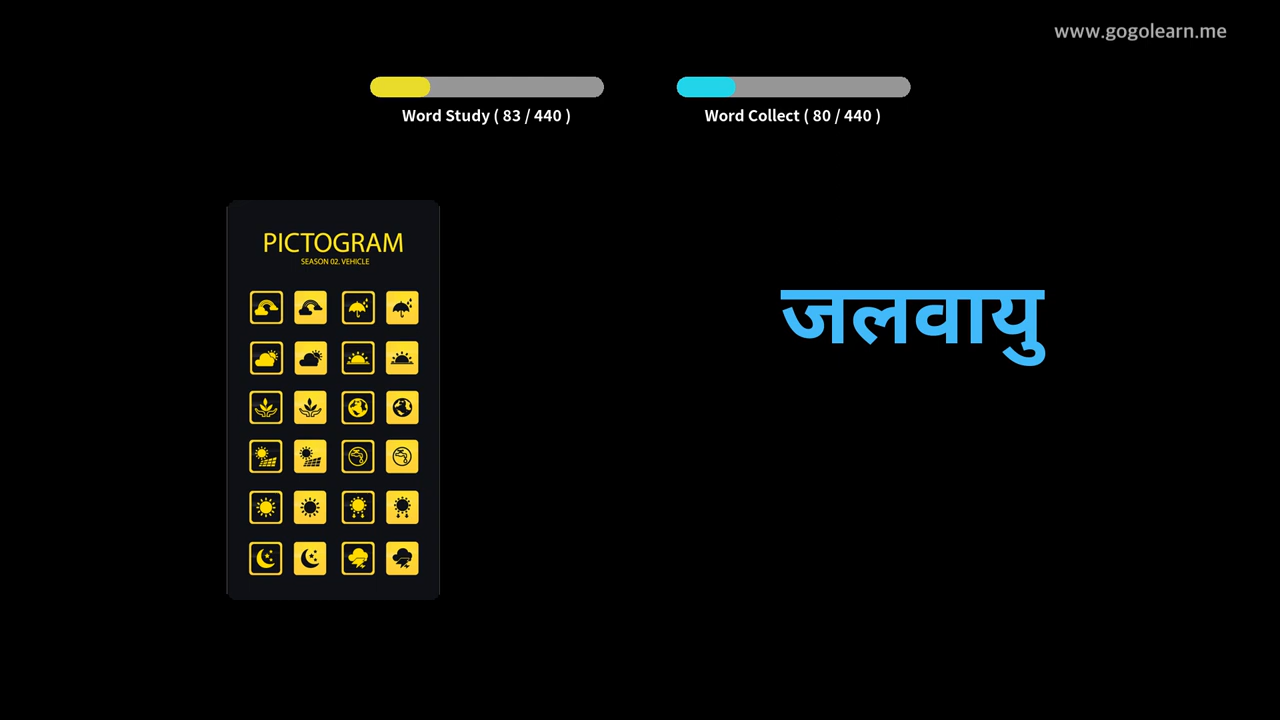 www.gogolearn.me
Word Study ( 83 / 440 )
Word Collect ( 80 / 440 )
PICTOGRAM
SEASON 02. VEHICLE
जलवायु